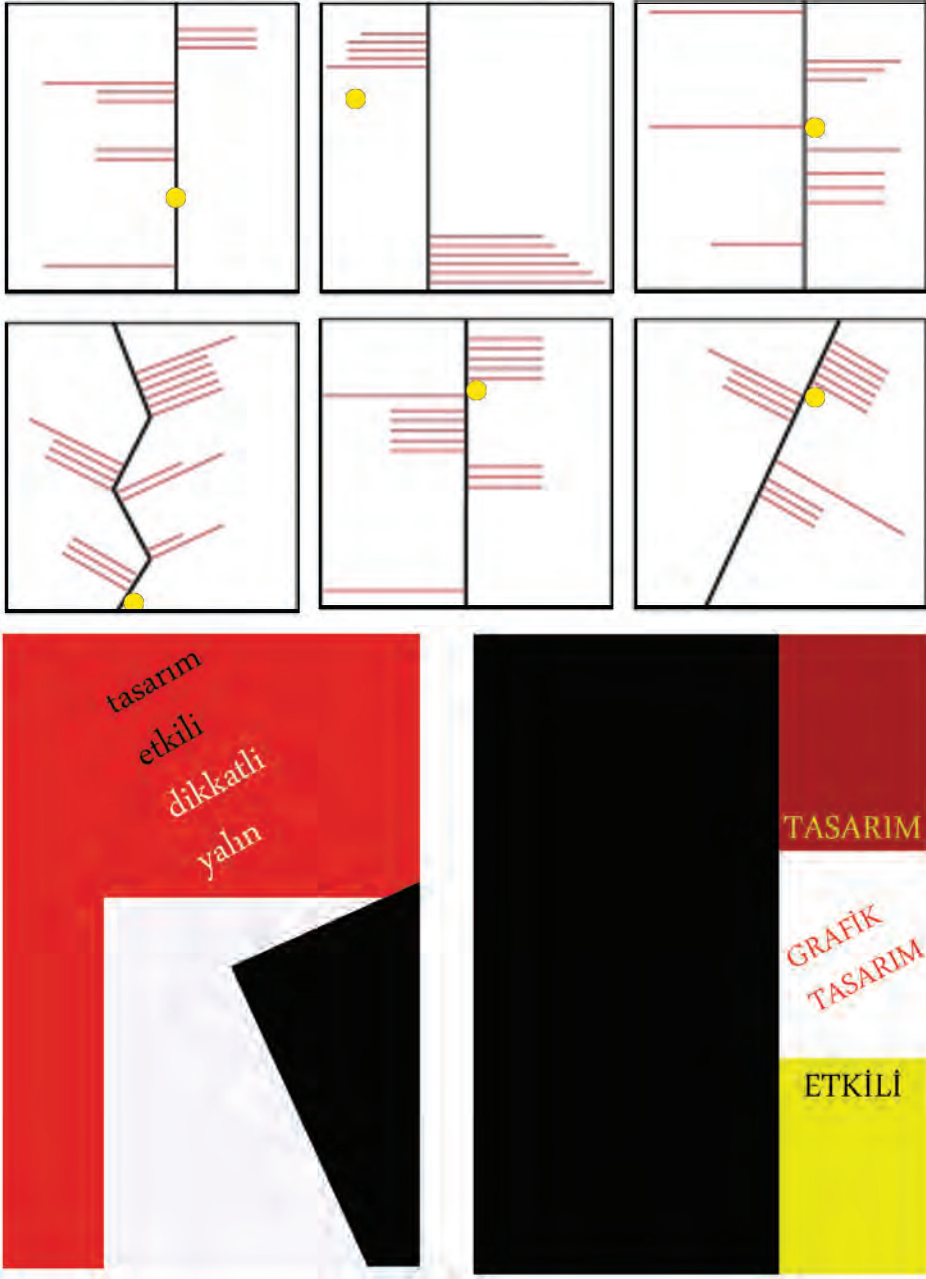 tasarım
etkili
dikkatli
yalın
TASARIM
GRAFİK
TASARIM
ETKİLİ